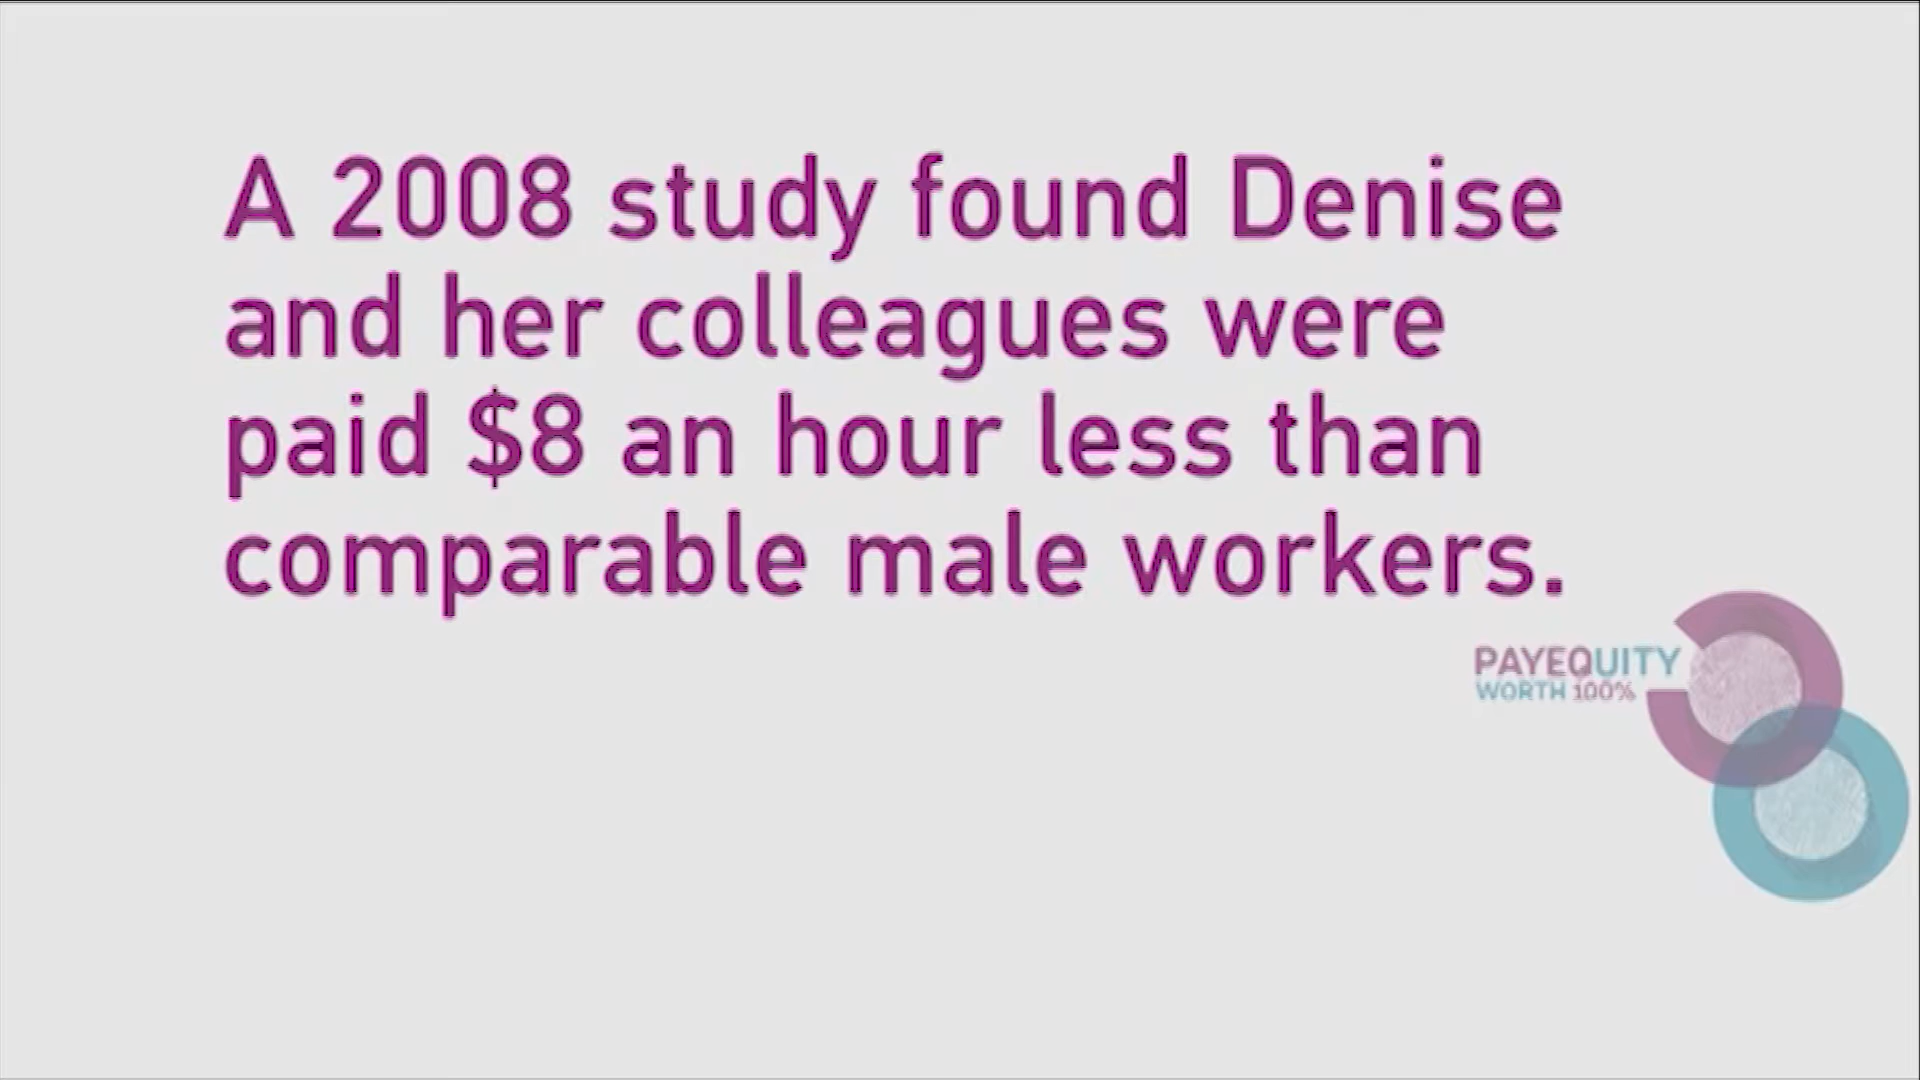 A 2008 study found Denise
and her colleagues were
paid $8 an hour less than
comparable male workers.
PAYEQUITY
WORTH 100%